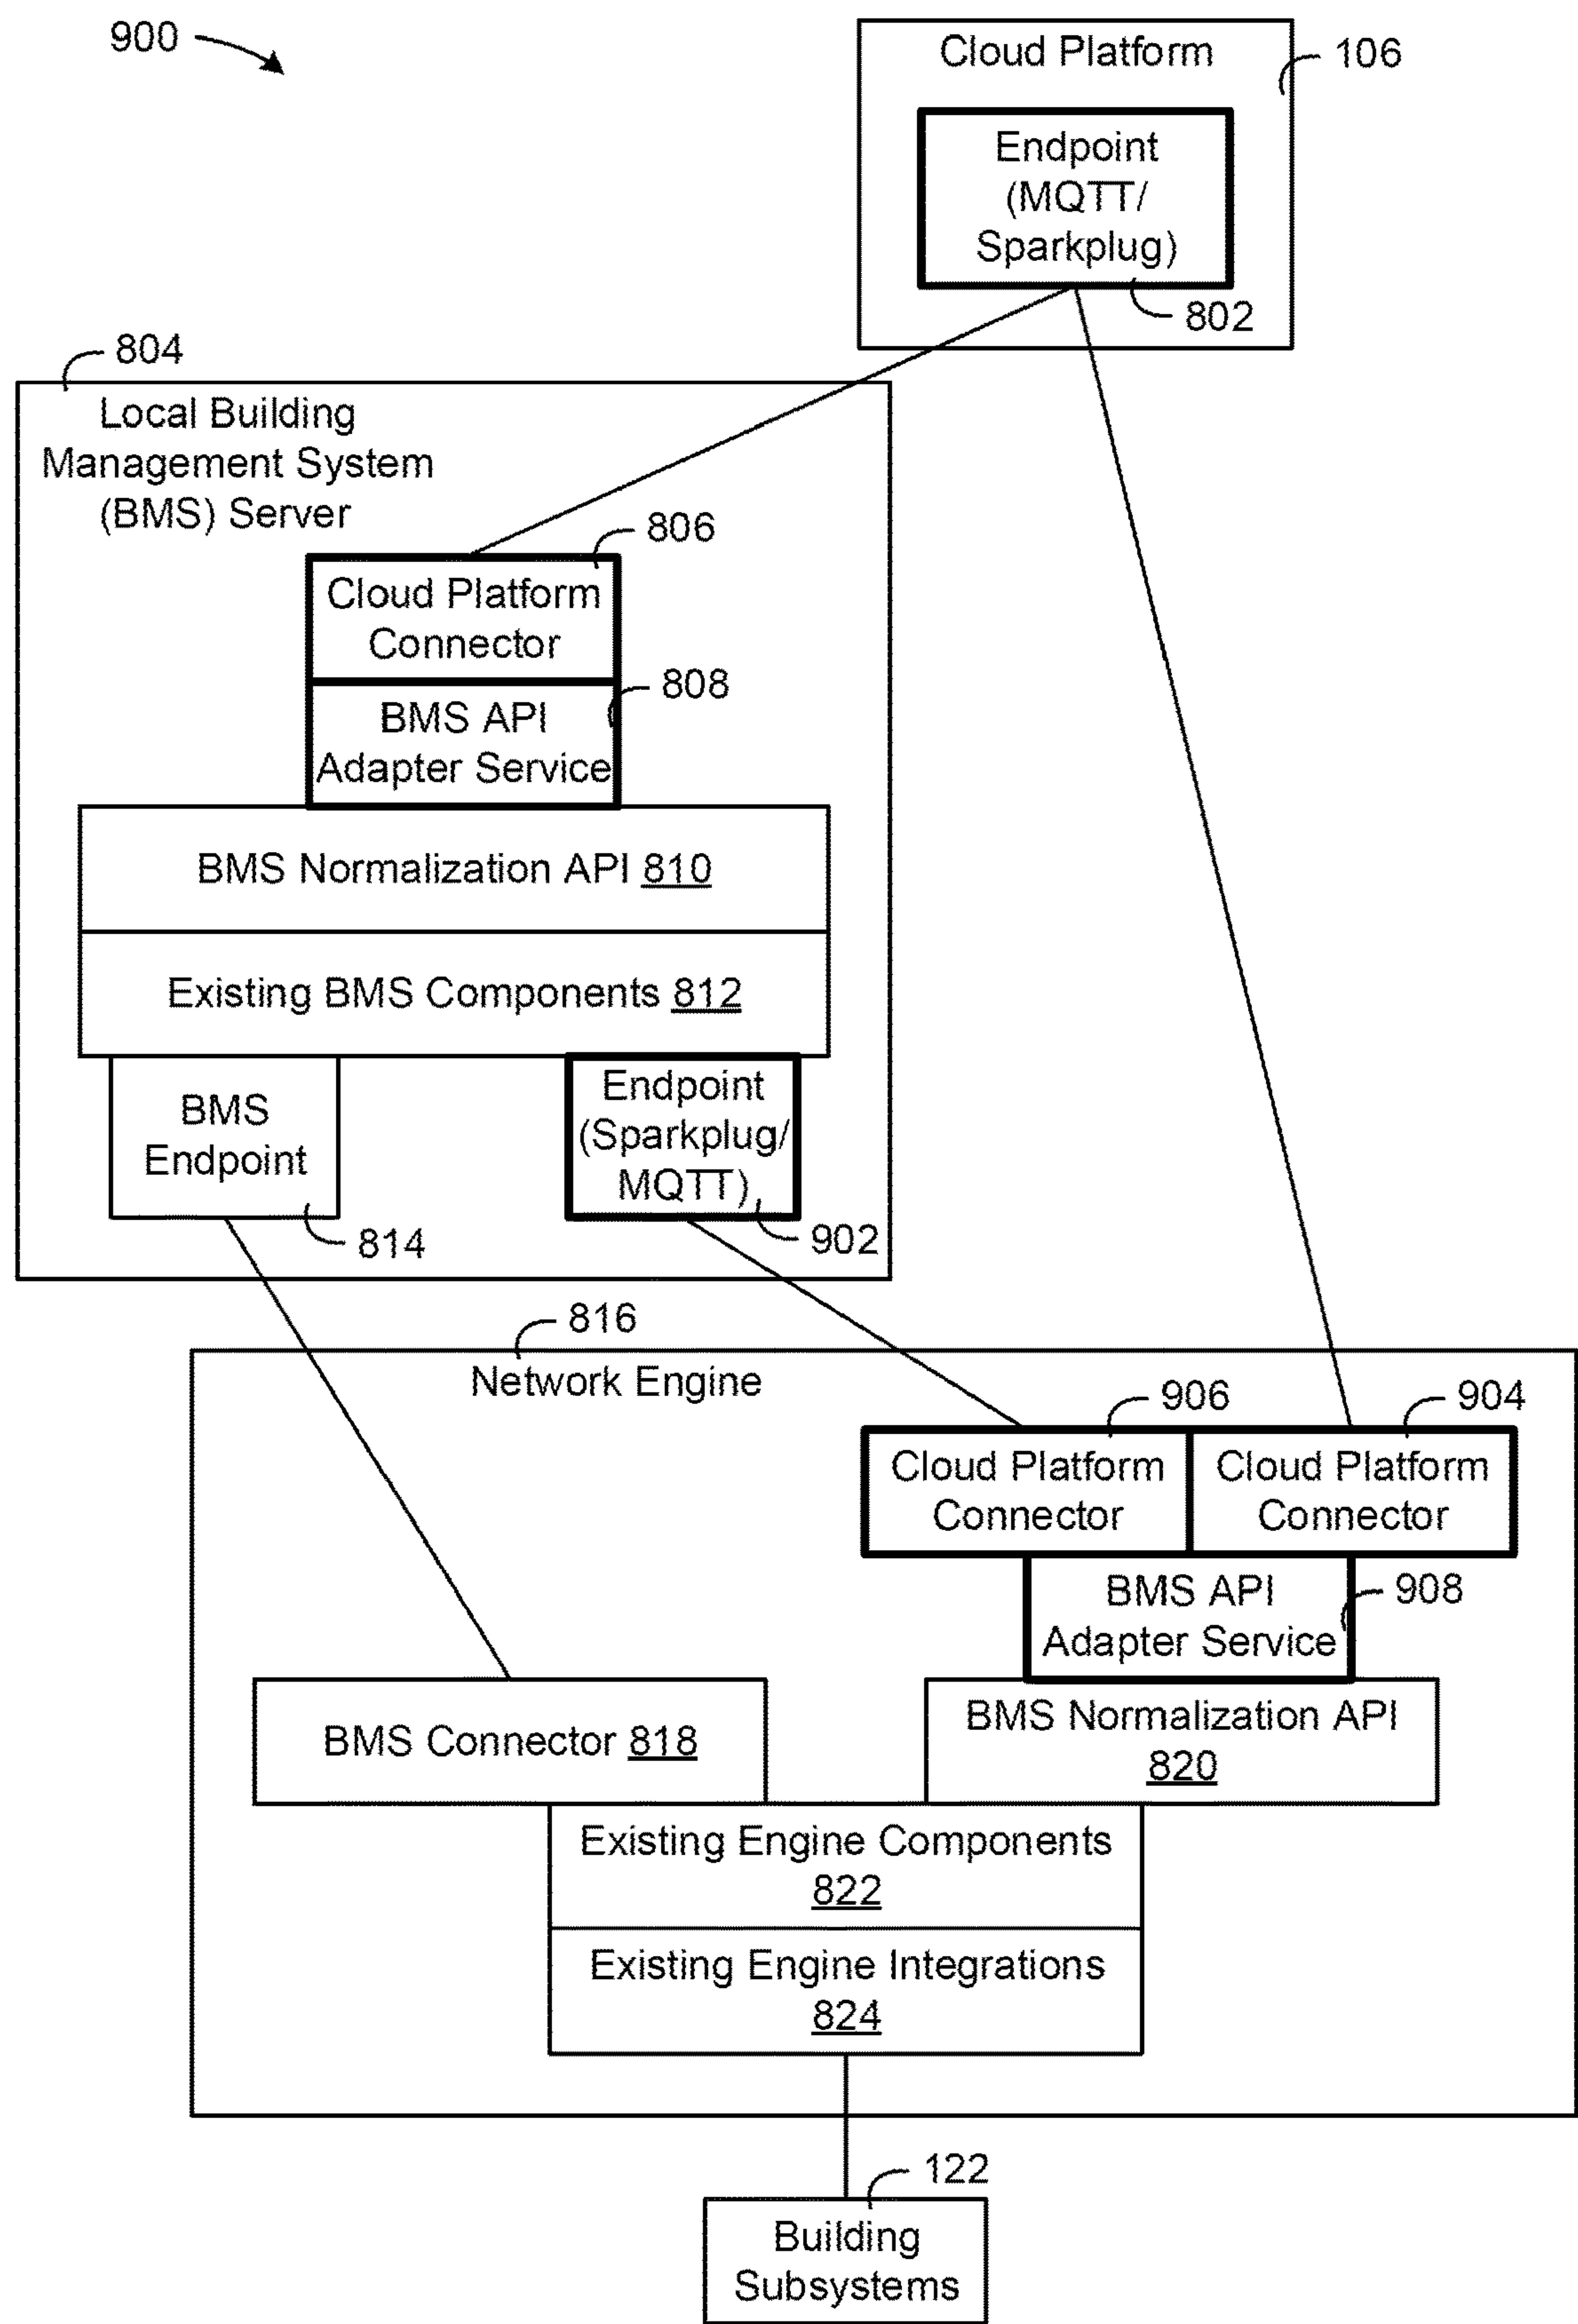 900
Cloud Platform
106
Endpoint
(MQTT/
Sparkplug)
802
804
Local Building
Management System
(BMS) Server
806
Cloud Platform
Connector
808
BMS API
Adapter Service
BMS Normalization API 810
Existing BMS Components 812
BMS
Endpoint
814
Endpoint
(Sparkplug/
MQTT)
902
816
Network Engine
906
904
Cloud Platform
Connector
Cloud Platform
Connector
BMS API
Adapter Service
908
BMS Connector 818
BMS Normalization API
820
Existing Engine Components
822
Existing Engine Integrations
824
122
Building
Subsystems